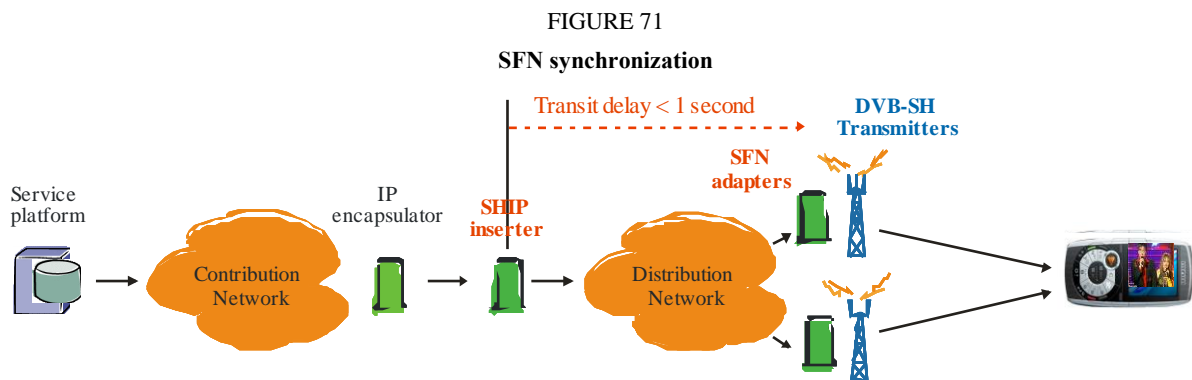 FIGURE 71
SFN synchronization
Transit delay < 1 second
DVB-SH
Transmitters
SFN
adapters
Service
platform
IP
encapsulator
SHIP
inserter
Contribution
Network
Distribution
Network